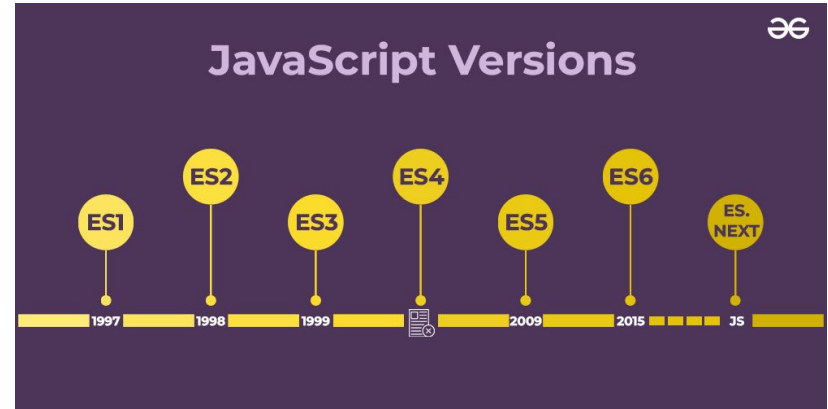 JavaScript Versions
ES1
ES2
ES3
ES4
ES5
ES6
ES.
NEXT
1997
1998
1999
2009
2015
JS